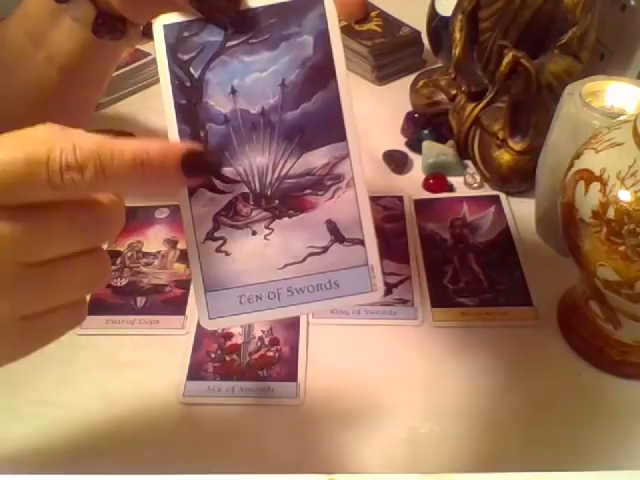 Ten of Swords
Two of Cups
King of Swords
Ace of Swords